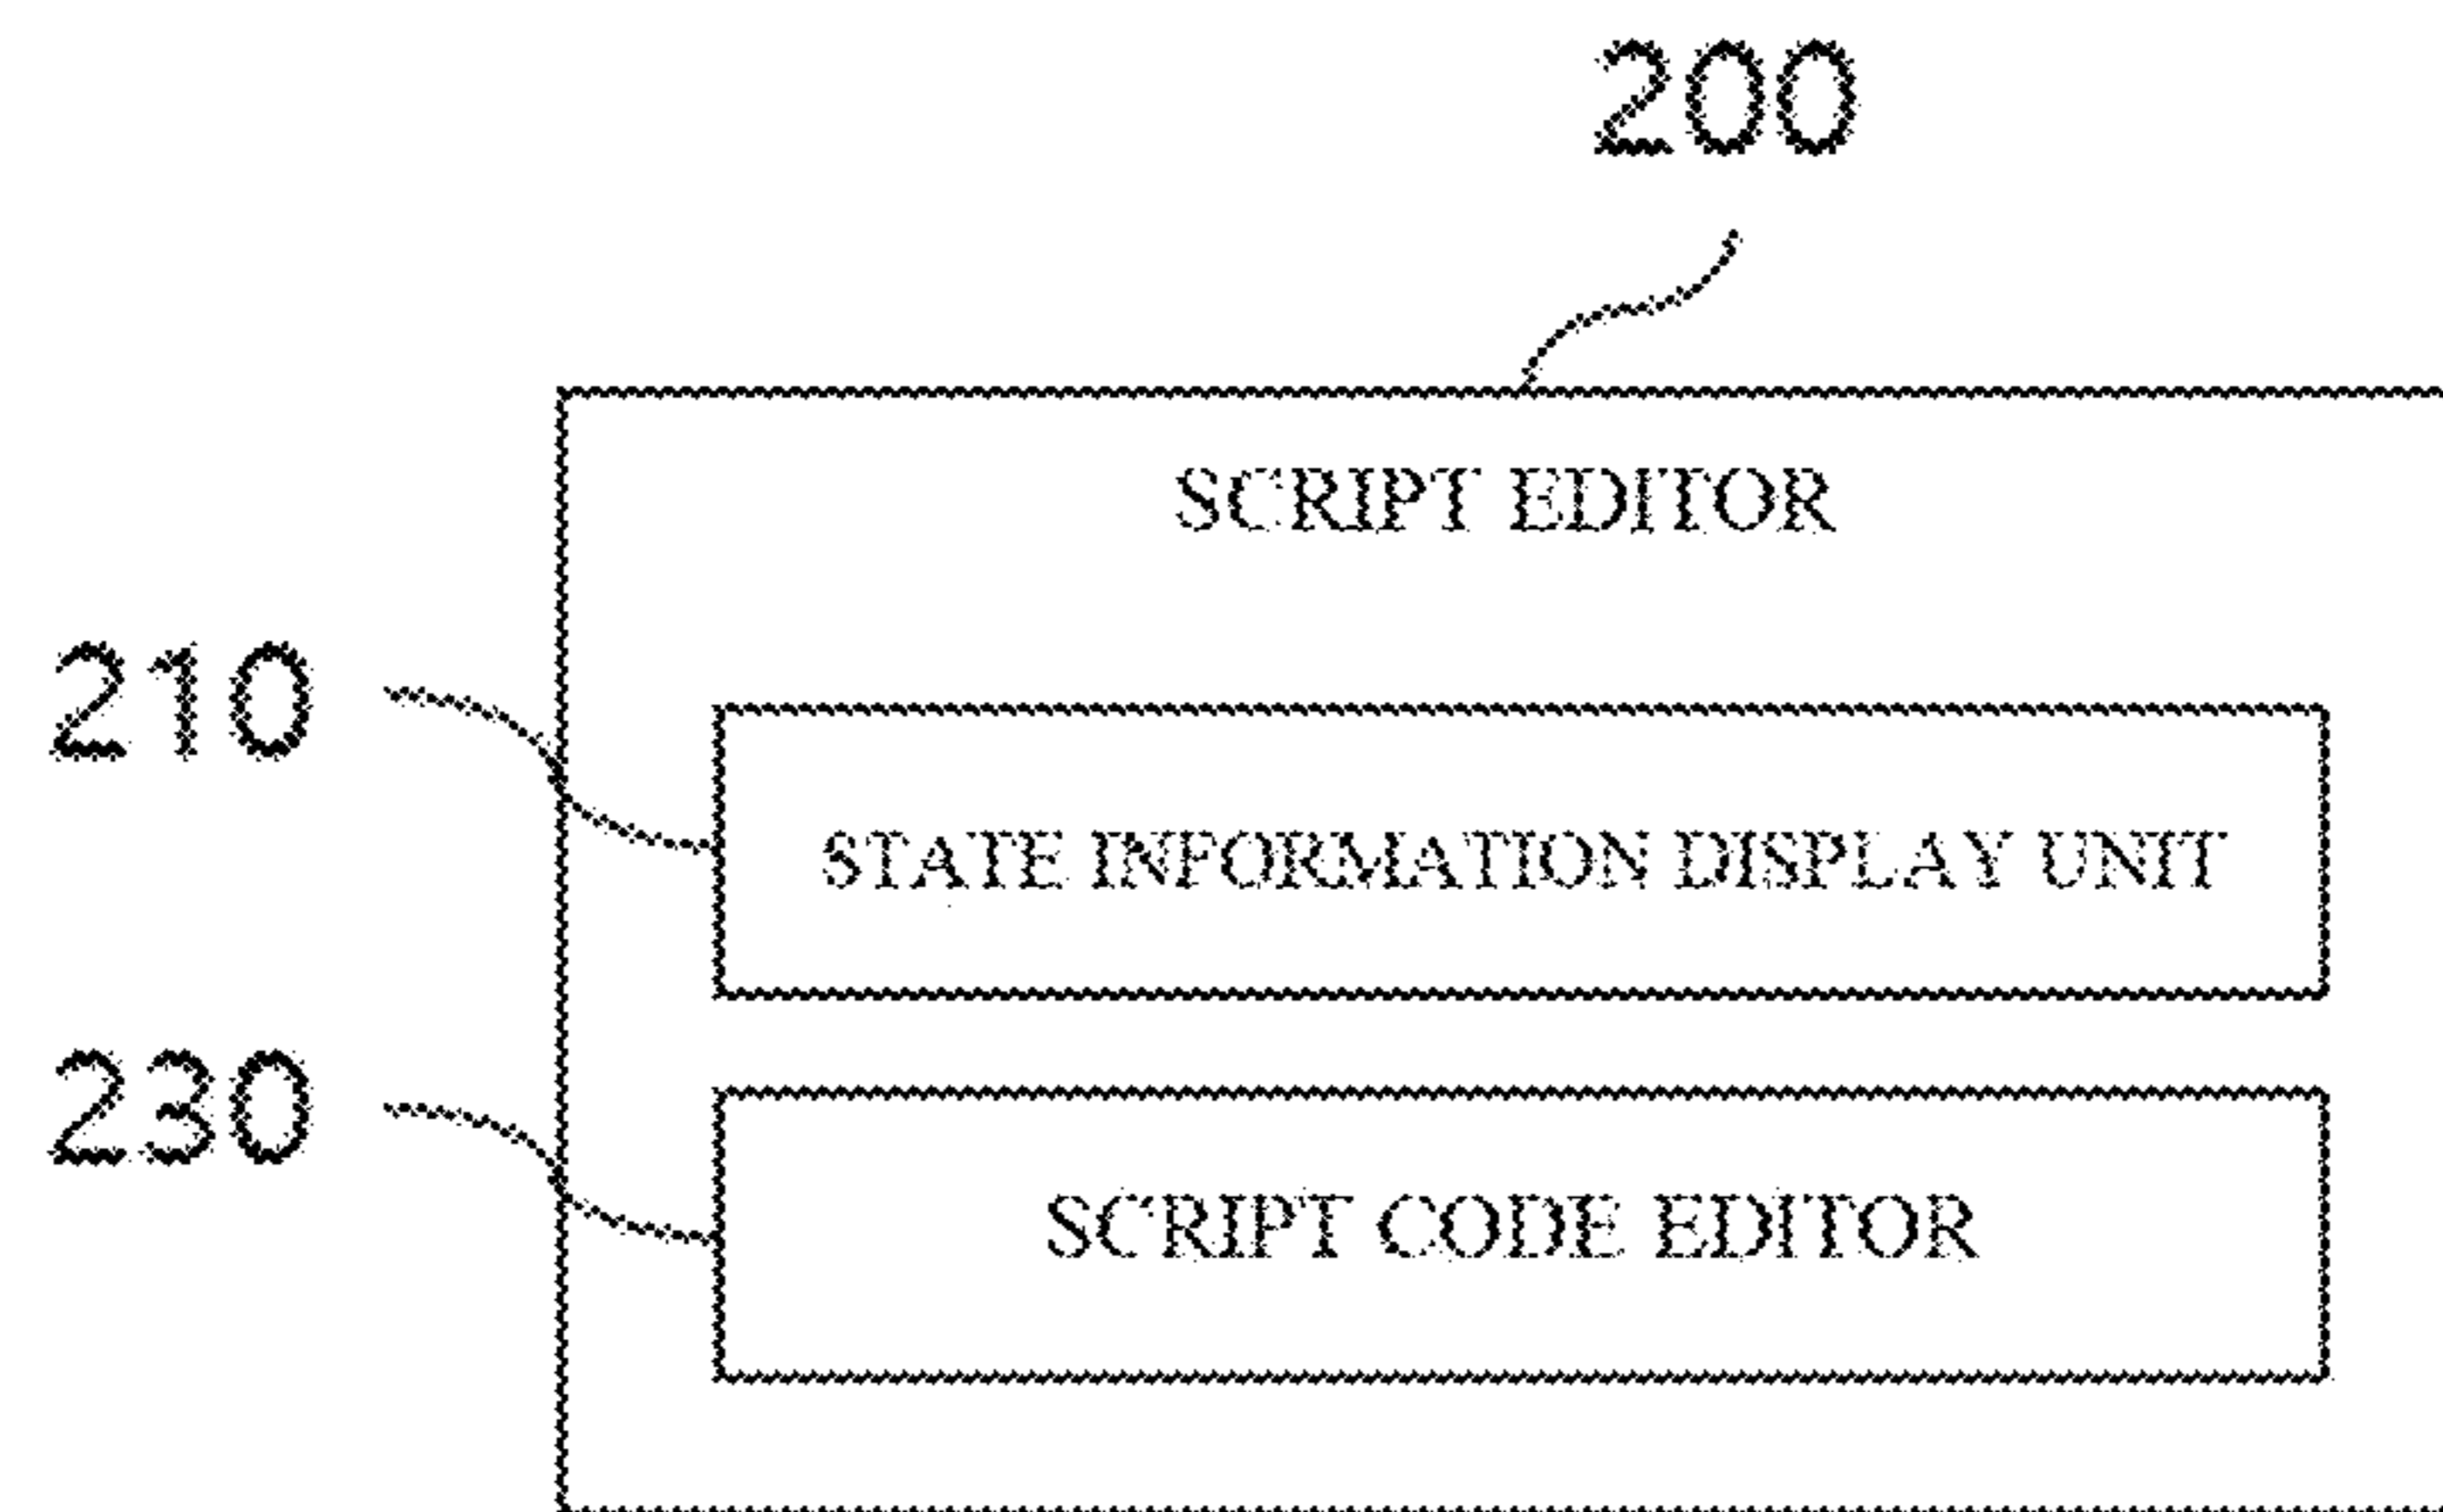 200
SCRIPT EDITOR
210
STATE INFORMATION DISPLAY UNIT
230
SCRIPT CODE EDITOR